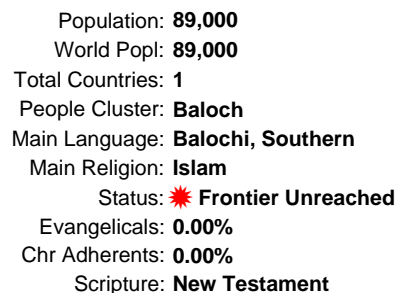 Population: 89,000
World Popl: 89,000
Total Countries: 1
People Cluster: Baloch
Main Language: Balochi, Southern
Main Religion: Islam
Status: Frontier Unreached
Evangelicals: 0.00%
Chr Adherents: 0.00%
Scripture: New Testament